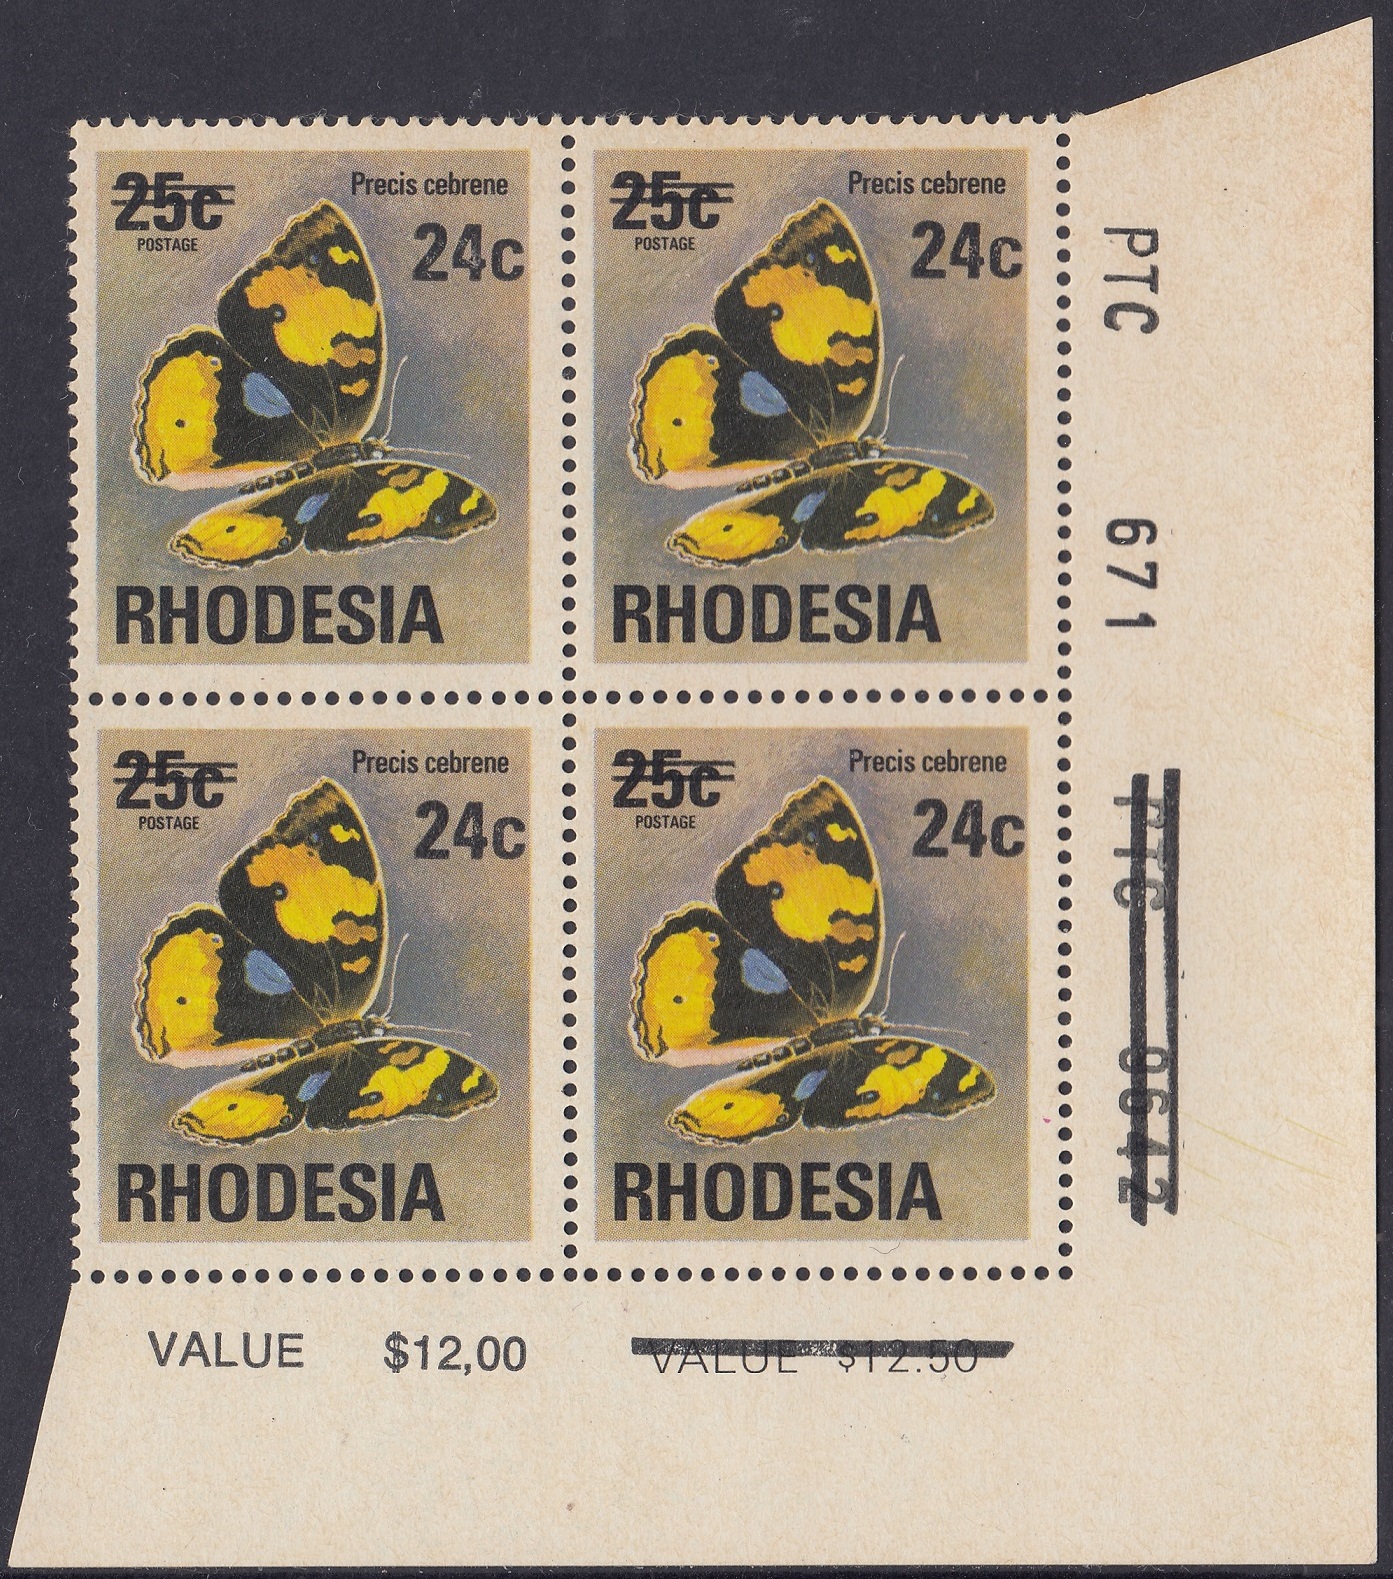 25c Precis cebrene
POSTAGE 24c
RHODESIA
25c Precis cebrene
POSTAGE 24c
RHODESIA
25c Precis cebrene
POSTAGE 24c
RHODESIA
25c Precis cebrene
POSTAGE 24c
RHODESIA
PTC 671
PTC 0642
VALUE $12,00
VALUE $12.50